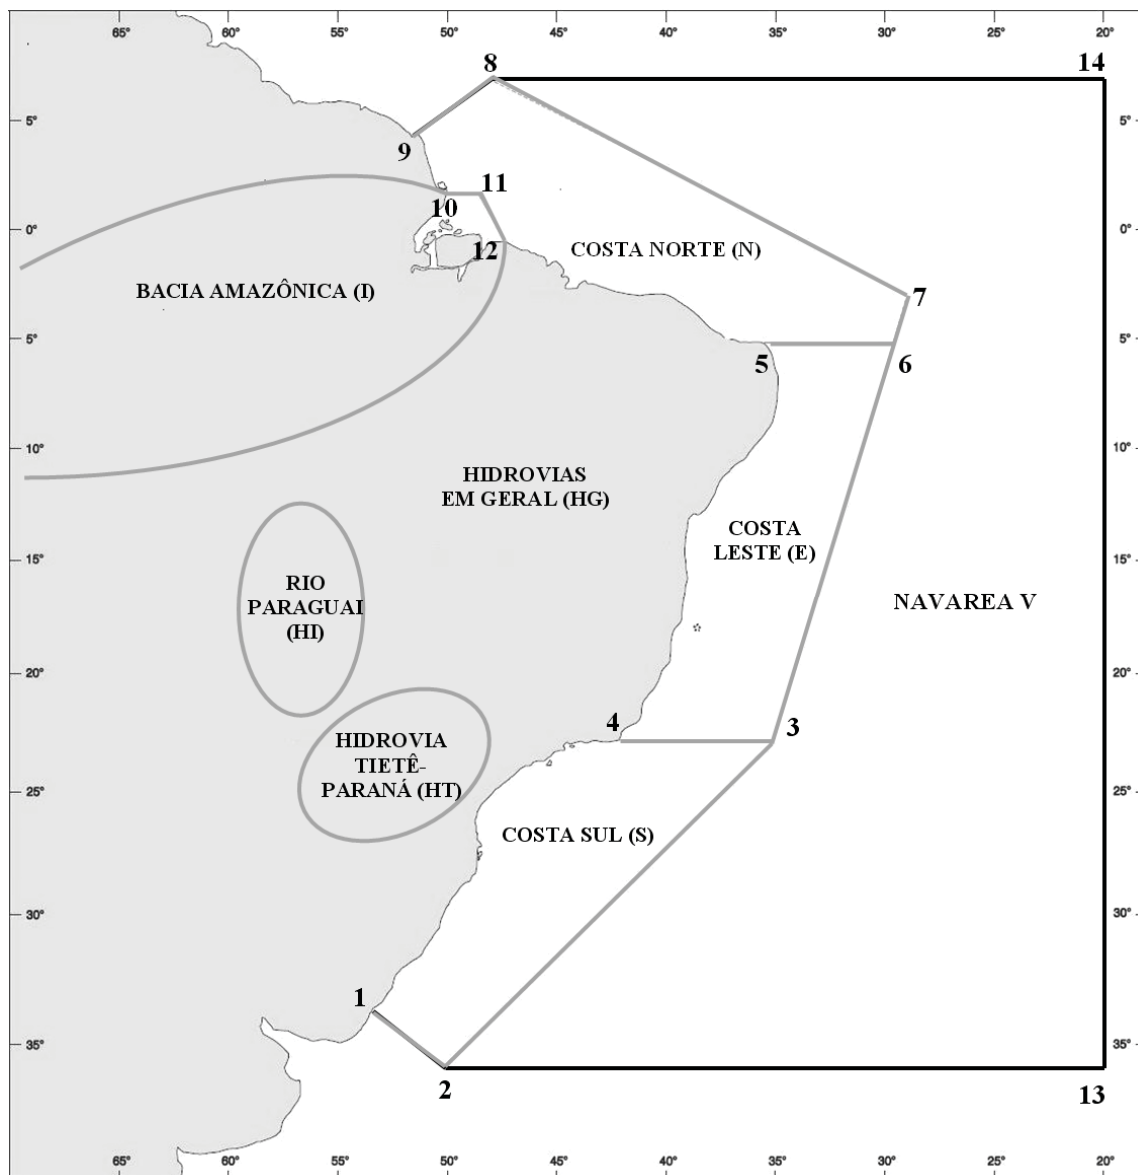 65° 60° 55° 50° 45° 40° 35° 30° 25° 20°
8
14
5° 5°
9
11
10
0° 0°
12
COSTA NORTE (N)
BACIA AMAZÔNICA (I)
7
5° 5°
5
6
10° 10°
HIDROVIAS
EM GERAL (HG)
COSTA
LESTE (E)
15° 15°
RIO
PARAGUAI
(HI)
NAVAREA V
20° 20°
4
3
HIDROVIA
TIETÊ-
PARANÁ (HT)
25° 25°
COSTA SUL (S)
30° 30°
1
35° 35°
2
13
65° 60° 55° 50° 45° 40° 35° 30° 25° 20°